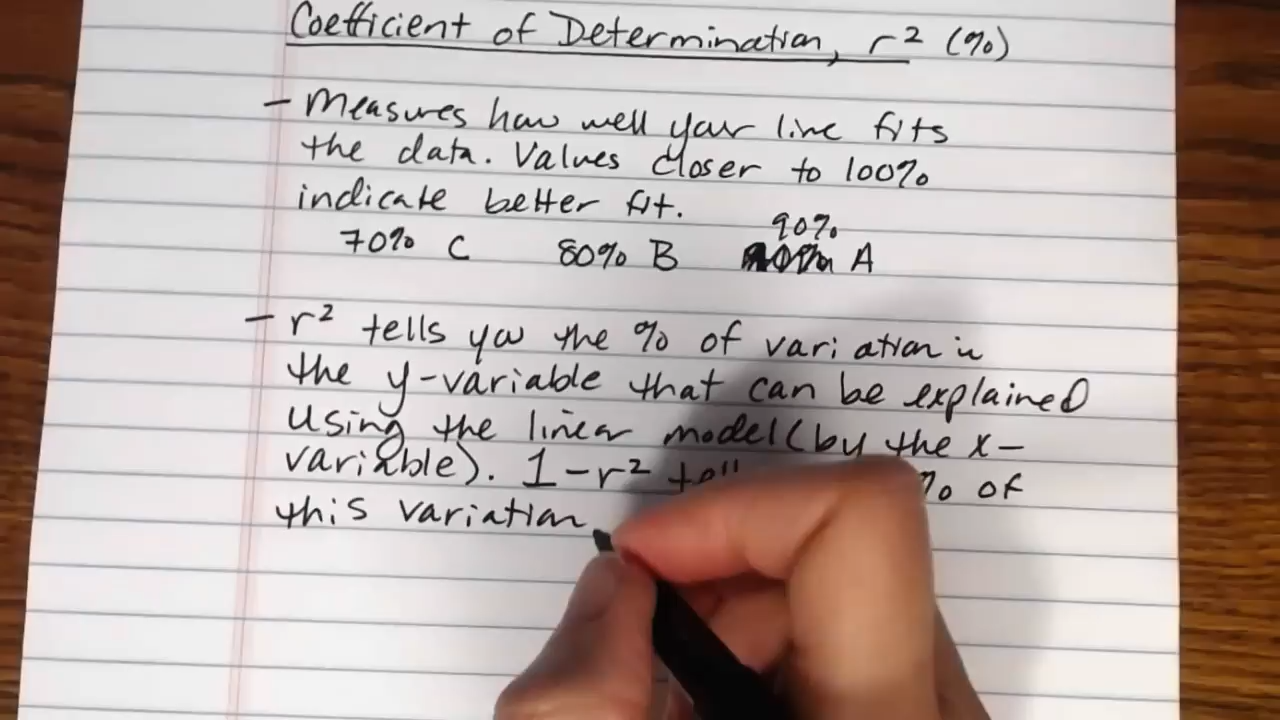 Coefficient of Determination, r² (%)
- Measures how well your line fits
the data. Values closer to 100%
indicate better fit.
90%
70% C 80% B A
- r² tells you the % of variation in
the y-variable that can be explained
Using the linear model (by the x-
variable). 1-r² tell % of
this variation